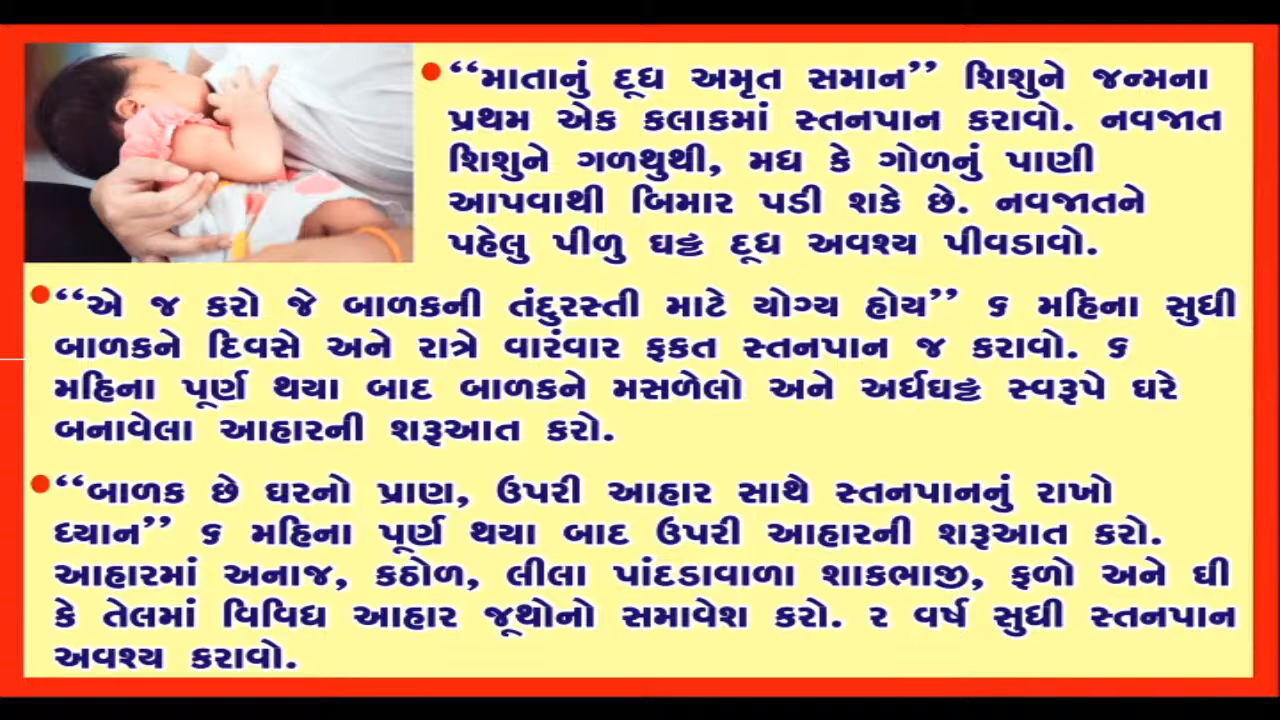 • “માતાનું દૂધ અમૃત સમાન” શિશુને જન્મના
પ્રથમ એક કલાકમાં સ્તનપાન કરાવો. નવજાત
શિશુને ગળથુથી, મધ કે ગોળનું પાણી
આપવાથી બિમાર પડી શકે છે. નવજાતને
પહેલુ પીળુ ઘટ્ટ દૂધ અવશ્ય પીવડાવો.
• “એ જ કરો જે બાળકની તંદુરસ્તી માટે યોગ્ય હોય” ૬ મહિના સુધી
બાળકને દિવસે અને રાત્રે વારંવાર ફકત સ્તનપાન જ કરાવો. ૬
મહિના પૂર્ણ થયા બાદ બાળકને મસળેલો અને અર્ધઘટ્ટ સ્વરૂપે ઘરે
બનાવેલા આહારની શરૂઆત કરો.
• “બાળક છે ઘરનો પ્રાણ, ઉપરી આહાર સાથે સ્તનપાનનું રાખો
ધ્યાન” ૬ મહિના પૂર્ણ થયા બાદ ઉપરી આહારની શરૂઆત કરો.
આહારમાં અનાજ, કઠોળ, લીલા પાંદડાવાળા શાકભાજી, ફળો અને ઘી
કે તેલમાં વિવિધ આહાર જૂથોનો સમાવેશ કરો. ૨ વર્ષ સુધી સ્તનપાન
અવશ્ય કરાવો.